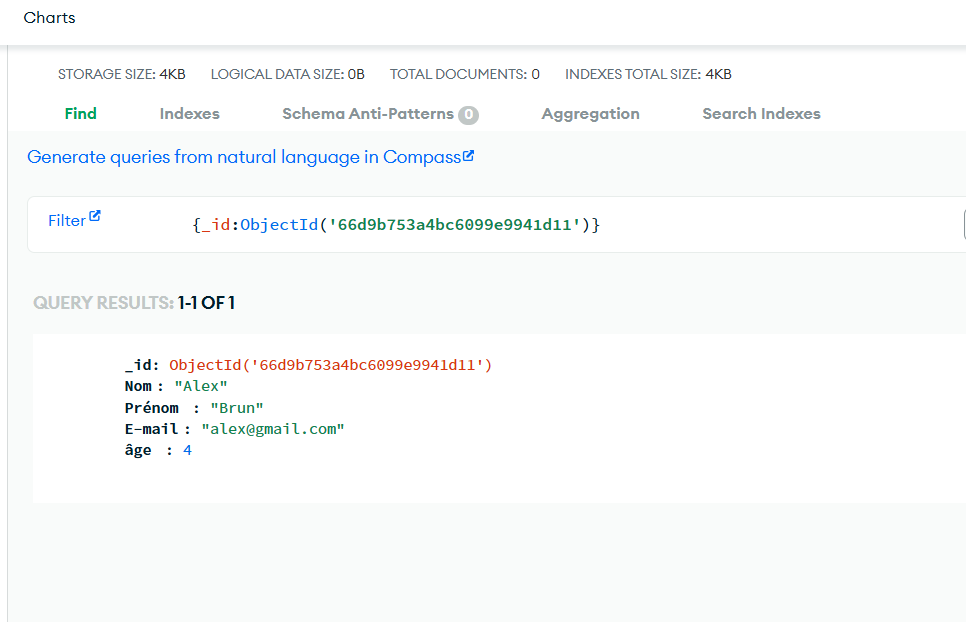 Charts
STORAGE SIZE: 4KB LOGICAL DATA SIZE: 0B TOTAL DOCUMENTS: 0 INDEXES TOTAL SIZE: 4KB
Find Indexes Schema Anti-Patterns 0 Aggregation Search Indexes
Generate queries from natural language in Compass
Filter {_id:ObjectId('66d9b753a4bc6099e9941d11')}
QUERY RESULTS: 1-1 OF 1
_id: ObjectId('66d9b753a4bc6099e9941d11')
Nom : "Alex"
Prénom : "Brun"
E-mail : "alex@gmail.com"
âge : 4